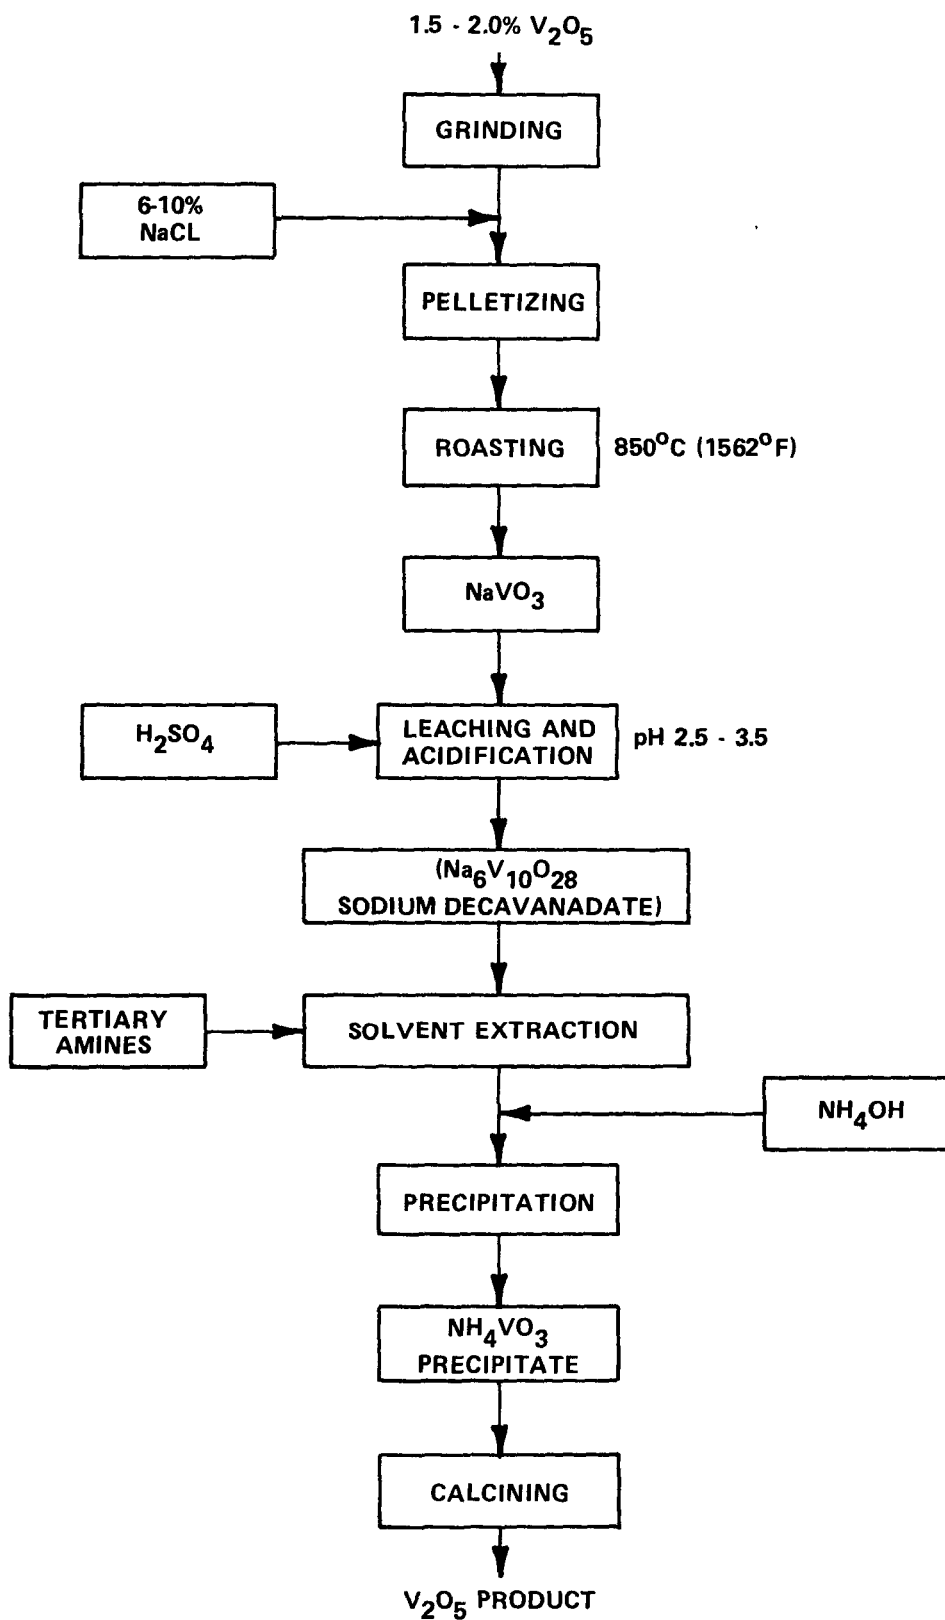 1.5 - 2.0% V2O5
GRINDING
6-10%
NaCL
PELLETIZING
ROASTING
850°C (1562°F)
NaVO3
H2SO4
LEACHING AND
ACIDIFICATION
pH 2.5 - 3.5
(Na6V10O28
SODIUM DECAVANADATE)
TERTIARY
AMINES
SOLVENT EXTRACTION
NH4OH
PRECIPITATION
NH4VO3
PRECIPITATE
CALCINING
V2O5 PRODUCT